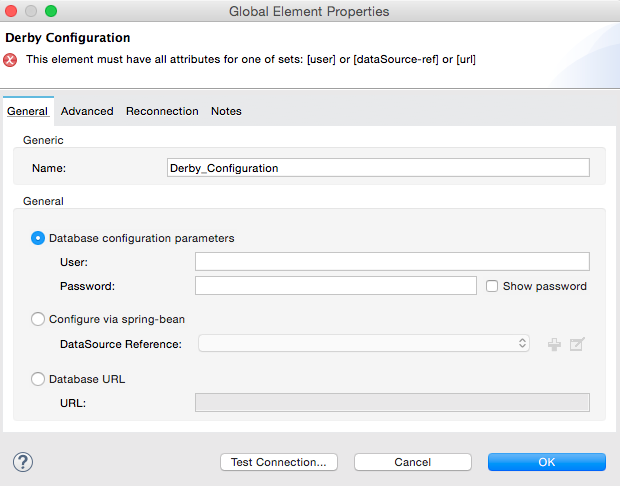 Global Element Properties
Derby Configuration
This element must have all attributes for one of sets: [user] or [dataSource-ref] or [url]
General Advanced Reconnection Notes
Generic
Name: Derby_Configuration
General
Database configuration parameters
User:
Password: Show password
Configure via spring-bean
DataSource Reference:
Database URL
URL:
? Test Connection... Cancel OK